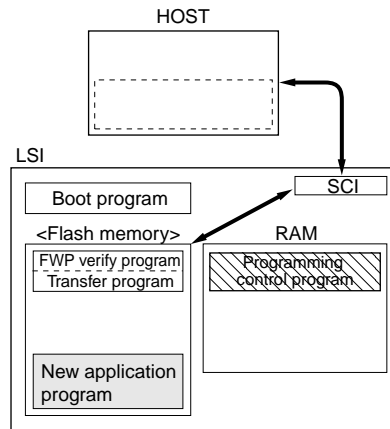 HOST
LSI
SCI
Boot program
<Flash memory>
RAM
FWP verify program
Transfer program
Programming
control program
New application
program